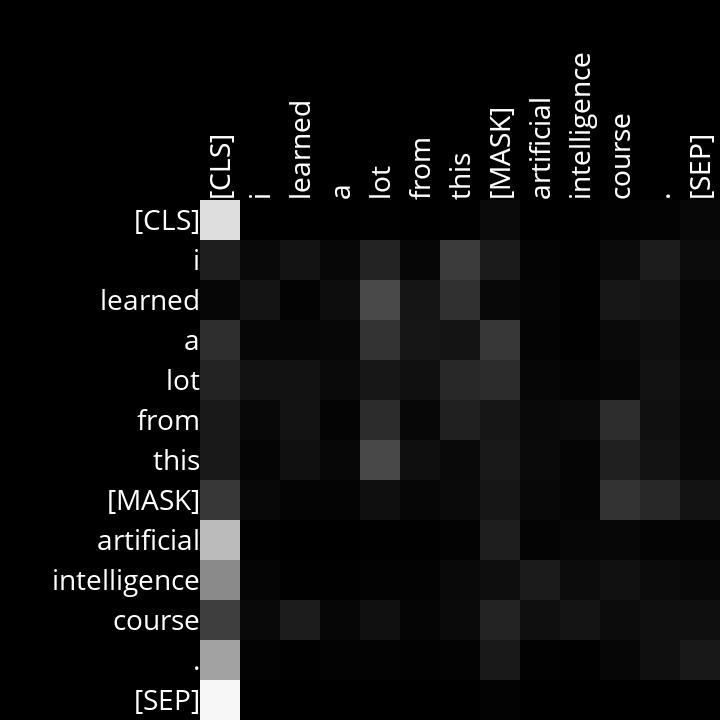 [CLS] i learned a lot from this [MASK] artificial intelligence course . [SEP]
[CLS]
i
learned
a
lot
from
this
[MASK]
artificial
intelligence
course
.
[SEP]